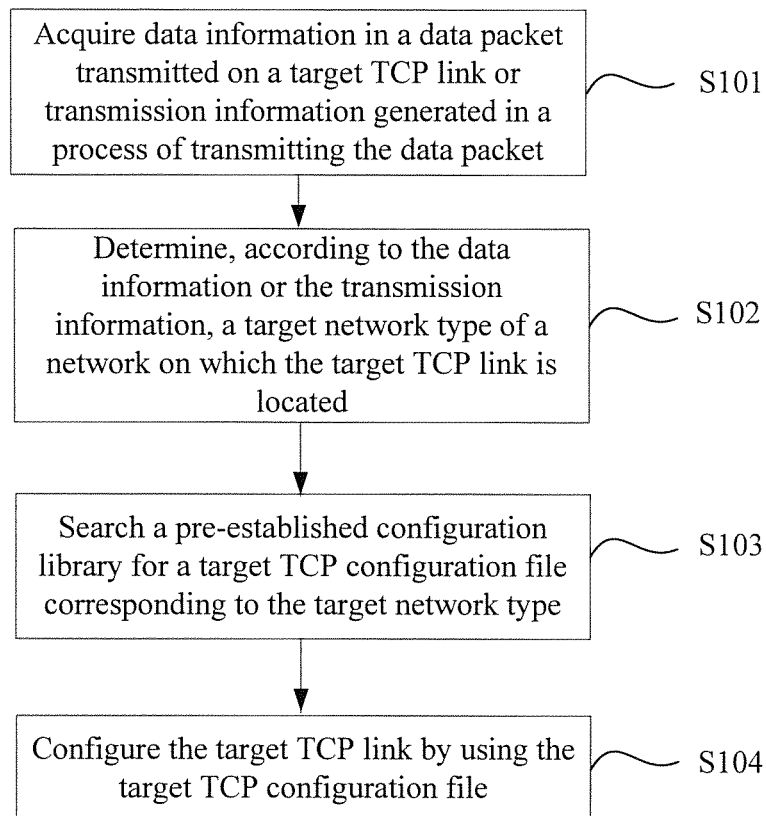 Acquire data information in a data packet
transmitted on a target TCP link or
transmission information generated in a
process of transmitting the data packet
S101
Determine, according to the data
information or the transmission
information, a target network type of a
network on which the target TCP link is
located
S102
Search a pre-established configuration
library for a target TCP configuration file
corresponding to the target network type
S103
Configure the target TCP link by using the
target TCP configuration file
S104